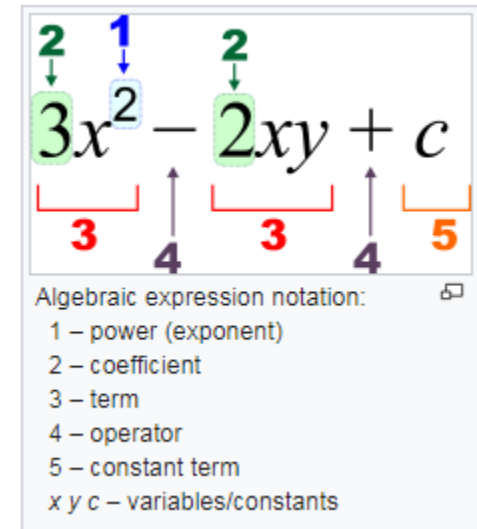 2 1 2
3x² − 2xy + c
3 4 3 4 5
Algebraic expression notation:
1 – power (exponent)
2 – coefficient
3 – term
4 – operator
5 – constant term
x y c – variables/constants